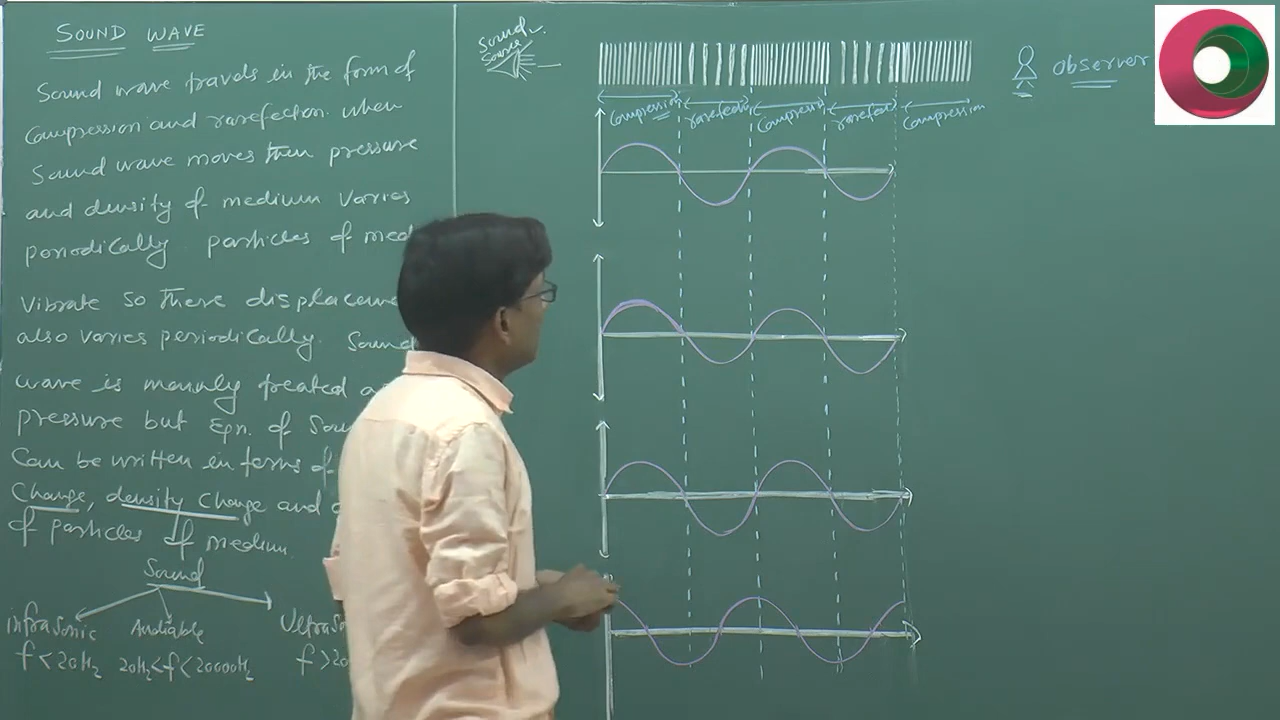 SOUND WAVE
Sound wave travels in the form of
Compression and rarefection. when
Sound wave moves then pressure
and density of medium varies
periodically. particles of med
Vibrate so there displaceme
also varies periodically. Sound
wave is mainly treated a
pressure but Eqn. of Sou
Can be written in terms of
Change, density Change and
of particles of medium.
Sound
infrasonic Audiable Ultraso
f < 20Hz 20Hz < f < 20000Hz f > 20
Sound
Source
observer
Compression rarefection Compression rarefect Compression